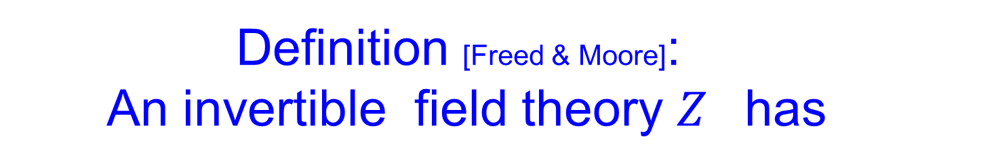 Definition [Freed & Moore]:
An invertible field theory Z has